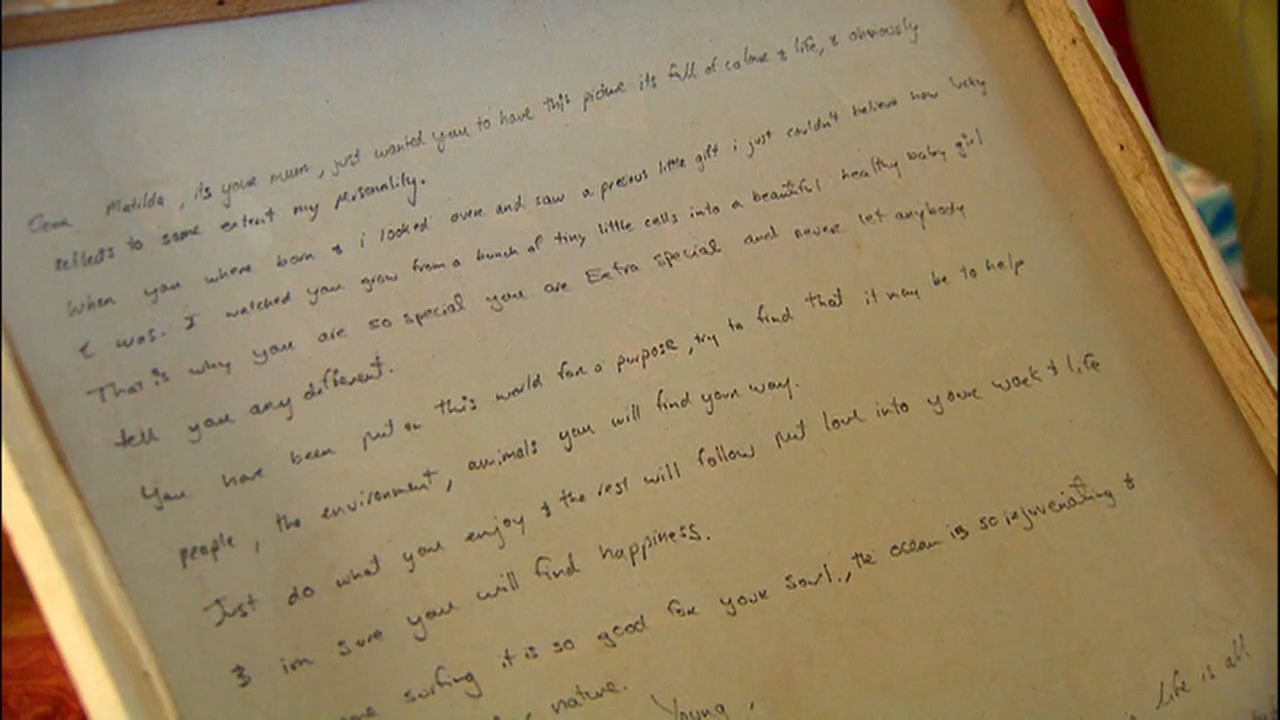 Dear Matilda, its your mum, just wanted you to have this picture its full of colour & life, & obviously
reflects to some extent my personality.
When you where born & i looked over and saw a precious little gift i just couldn't believe how lucky
I was. I watched you grow from a bunch of tiny little cells into a beautiful healthy baby girl
That is why you are so special you are Extra special and never let anybody
tell you any different.
You have been put on this world for a purpose, try to find that it may be to help
people, the environment, animals you will find your way.
Just do what you enjoy & the rest will follow put love into your work & life
& im sure you will find happiness.
surfing it is so good for your soul., the ocean is so rejuvenating &
nature.
Young,
Life is all